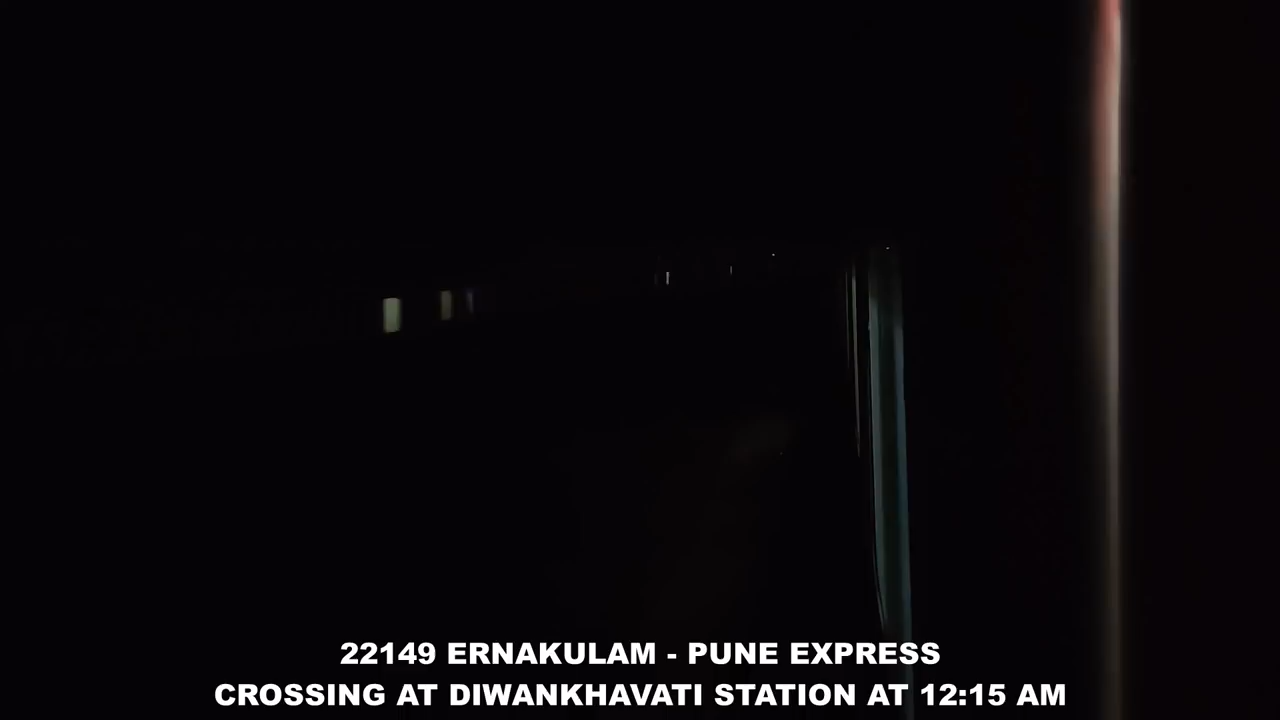 22149 ERNAKULAM - PUNE EXPRESS
CROSSING AT DIWANKHAVATI STATION AT 12:15 AM